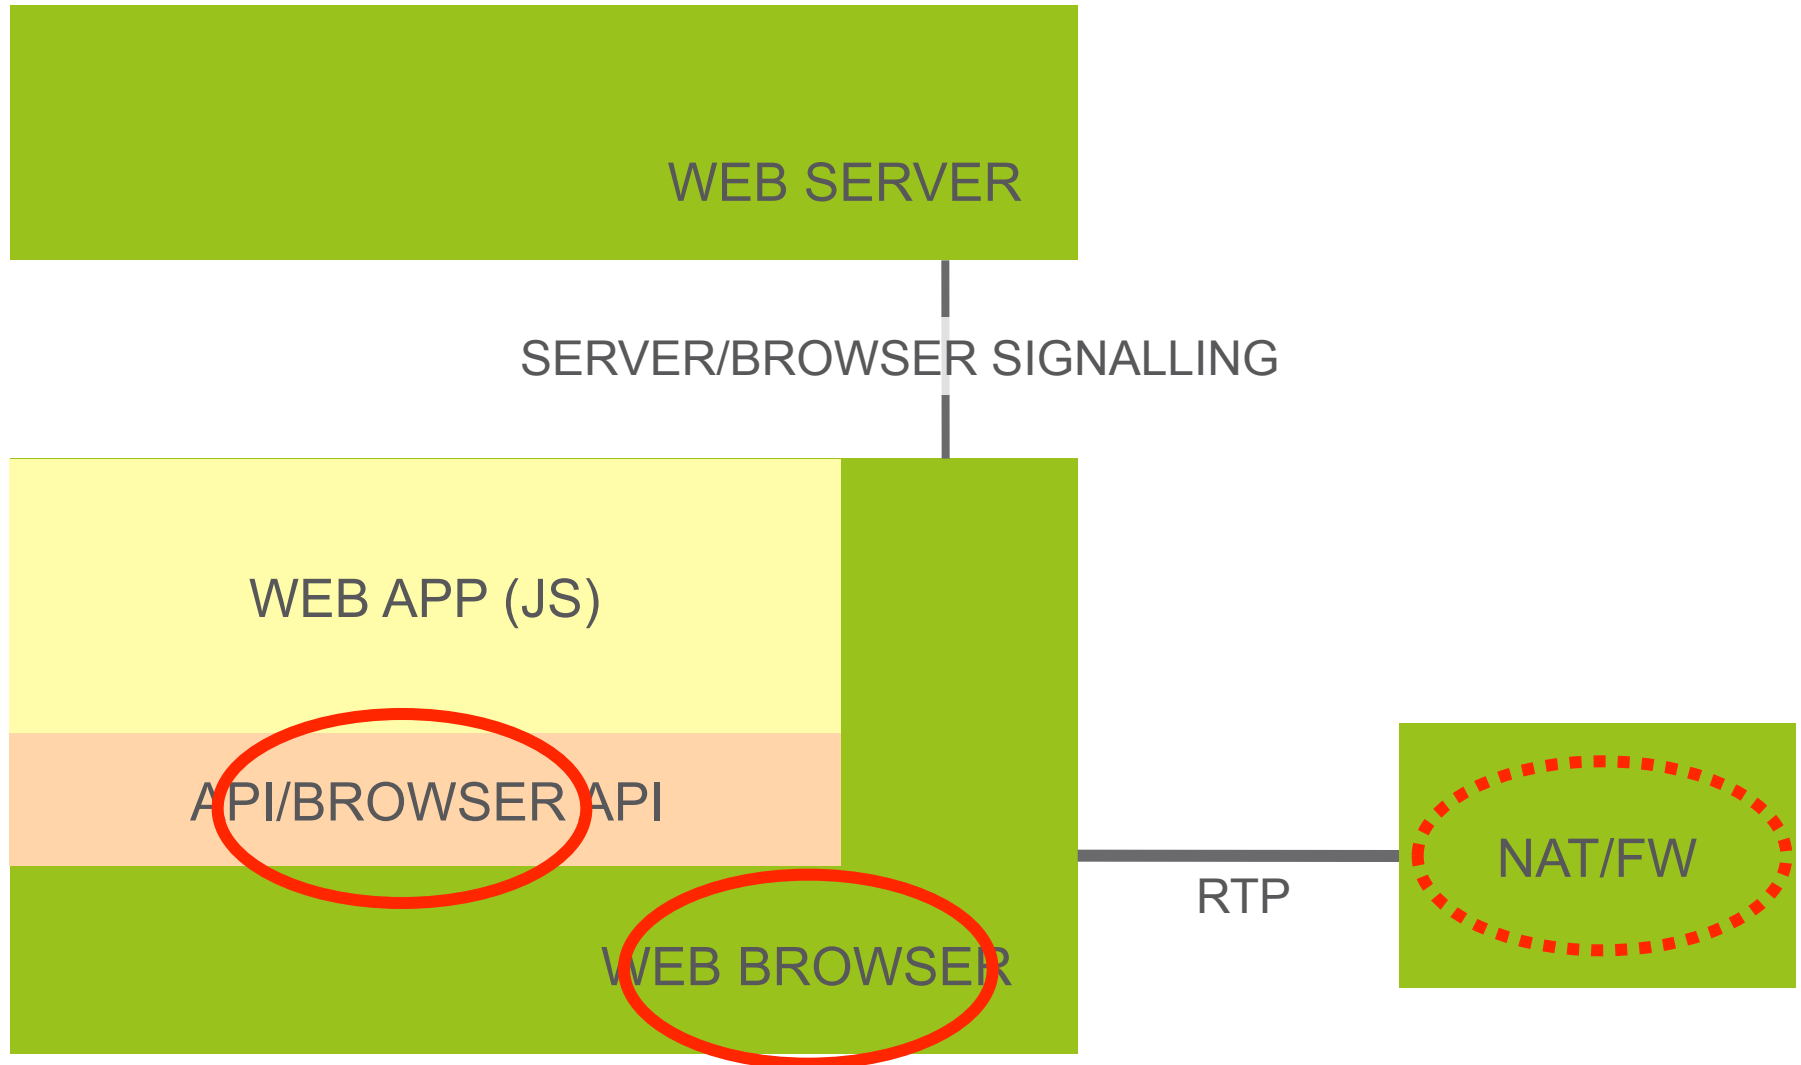 WEB SERVER
SERVER/BROWSER SIGNALLING
WEB APP (JS)
API/BROWSER API
NAT/FW
RTP
WEB BROWSER